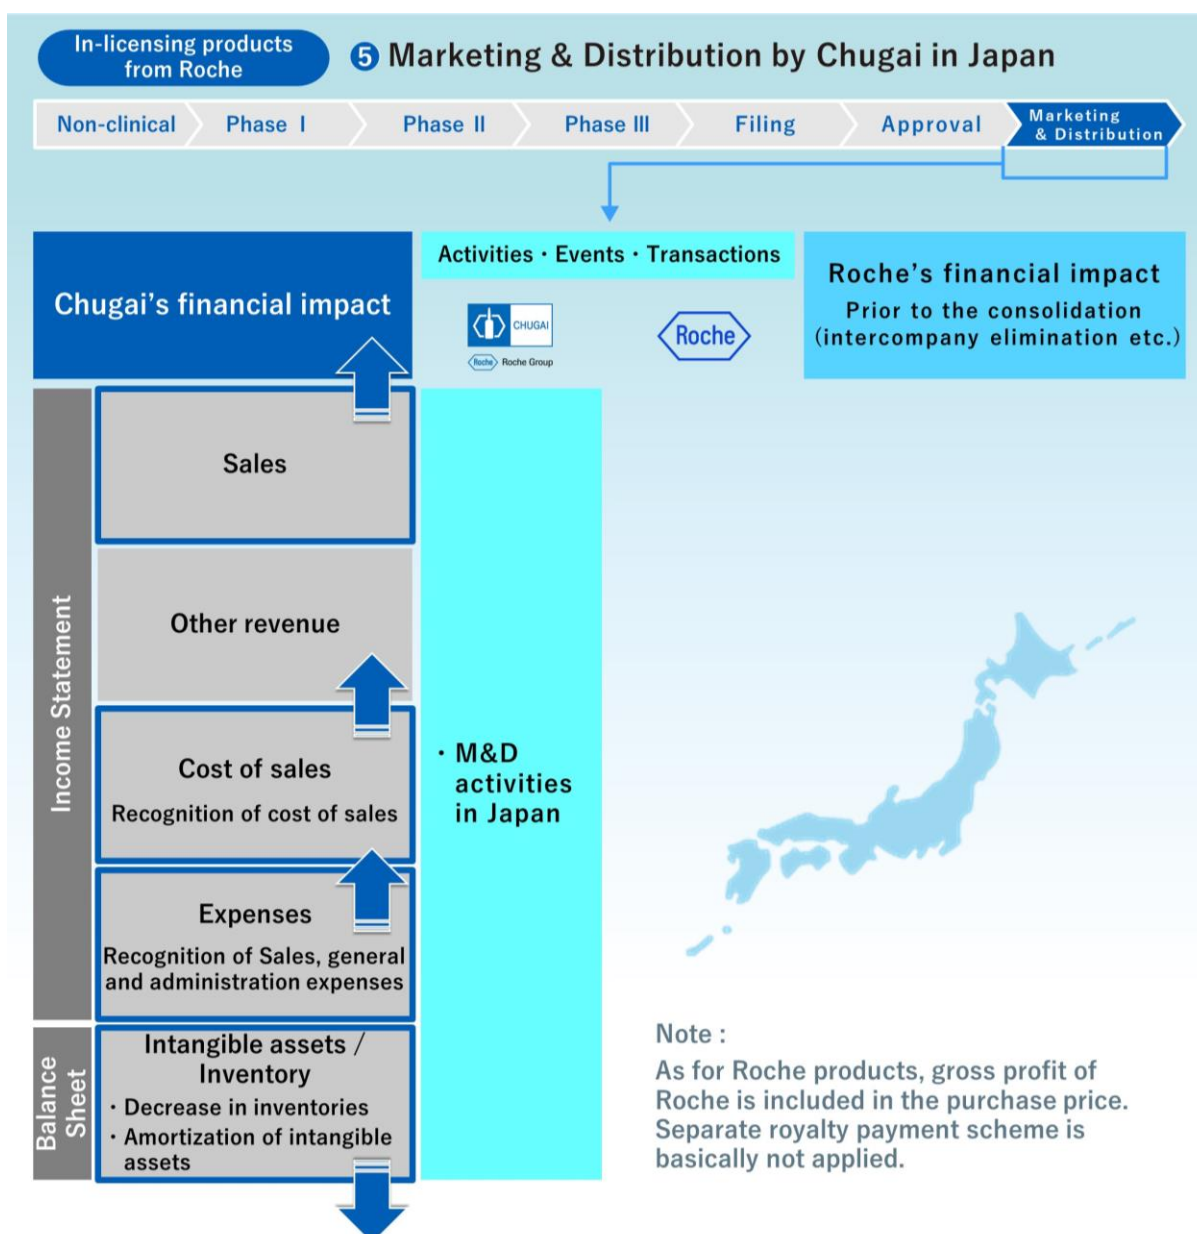 In-licensing products
from Roche
❺ Marketing & Distribution by Chugai in Japan
Non-clinical
Phase Ⅰ
Phase Ⅱ
Phase Ⅲ
Filing
Approval
Marketing
& Distribution
Chugai’s financial impact
Activities・Events・Transactions
CHUGAI
Roche Roche Group
Roche
Roche’s financial impact
Prior to the consolidation
(intercompany elimination etc.)
Income Statement
Sales
Other revenue
Cost of sales
Recognition of cost of sales
Expenses
Recognition of Sales, general
and administration expenses
Balance
Sheet
Intangible assets /
Inventory
・Decrease in inventories
・Amortization of intangible
assets
・M&D
activities
in Japan
Note :
As for Roche products, gross profit of
Roche is included in the purchase price.
Separate royalty payment scheme is
basically not applied.